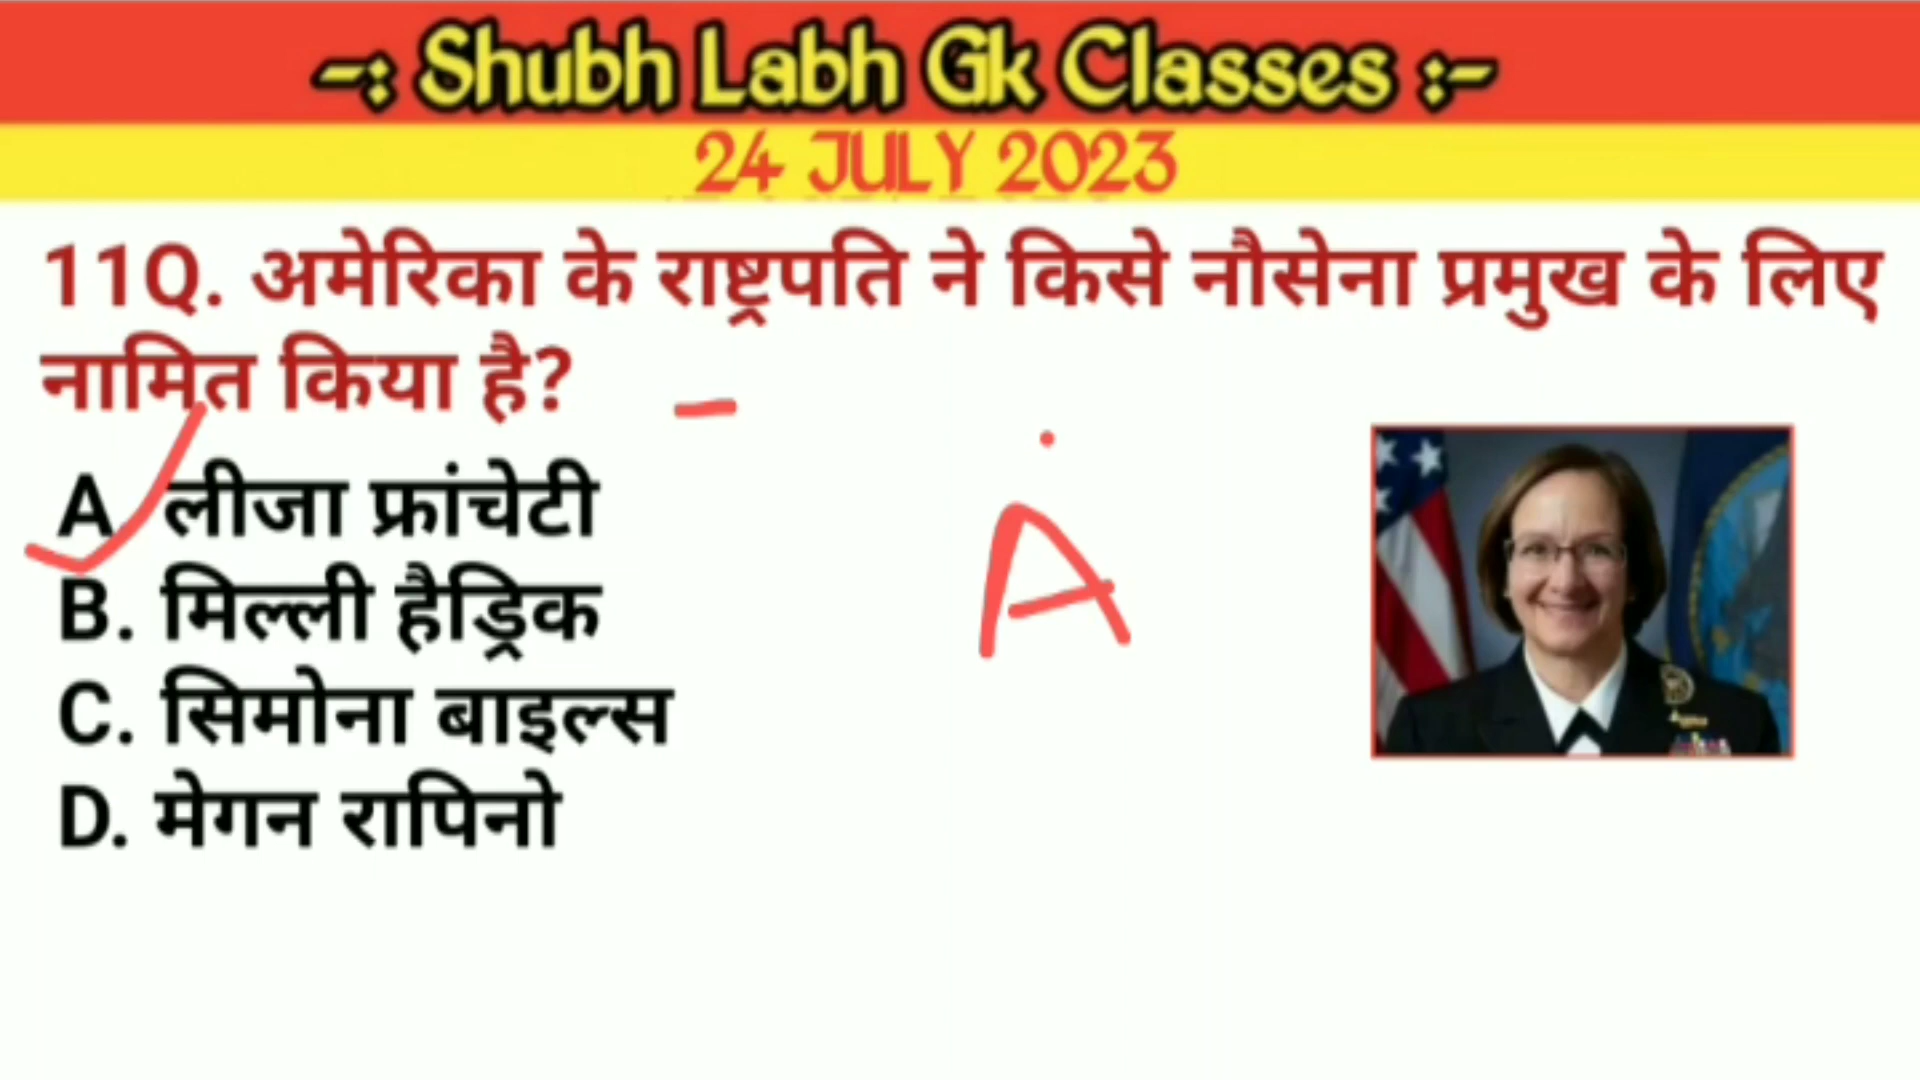 -: Shubh Labh Gk Classes :-
24 JULY 2023
11Q. अमेरिका के राष्ट्रपति ने किसे नौसेना प्रमुख के लिए
नामित किया है? -
A. लीजा फ्रांचेटी
B. मिल्ली हैड्रिक
C. सिमोना बाइल्स
D. मेगन रापिनो
A